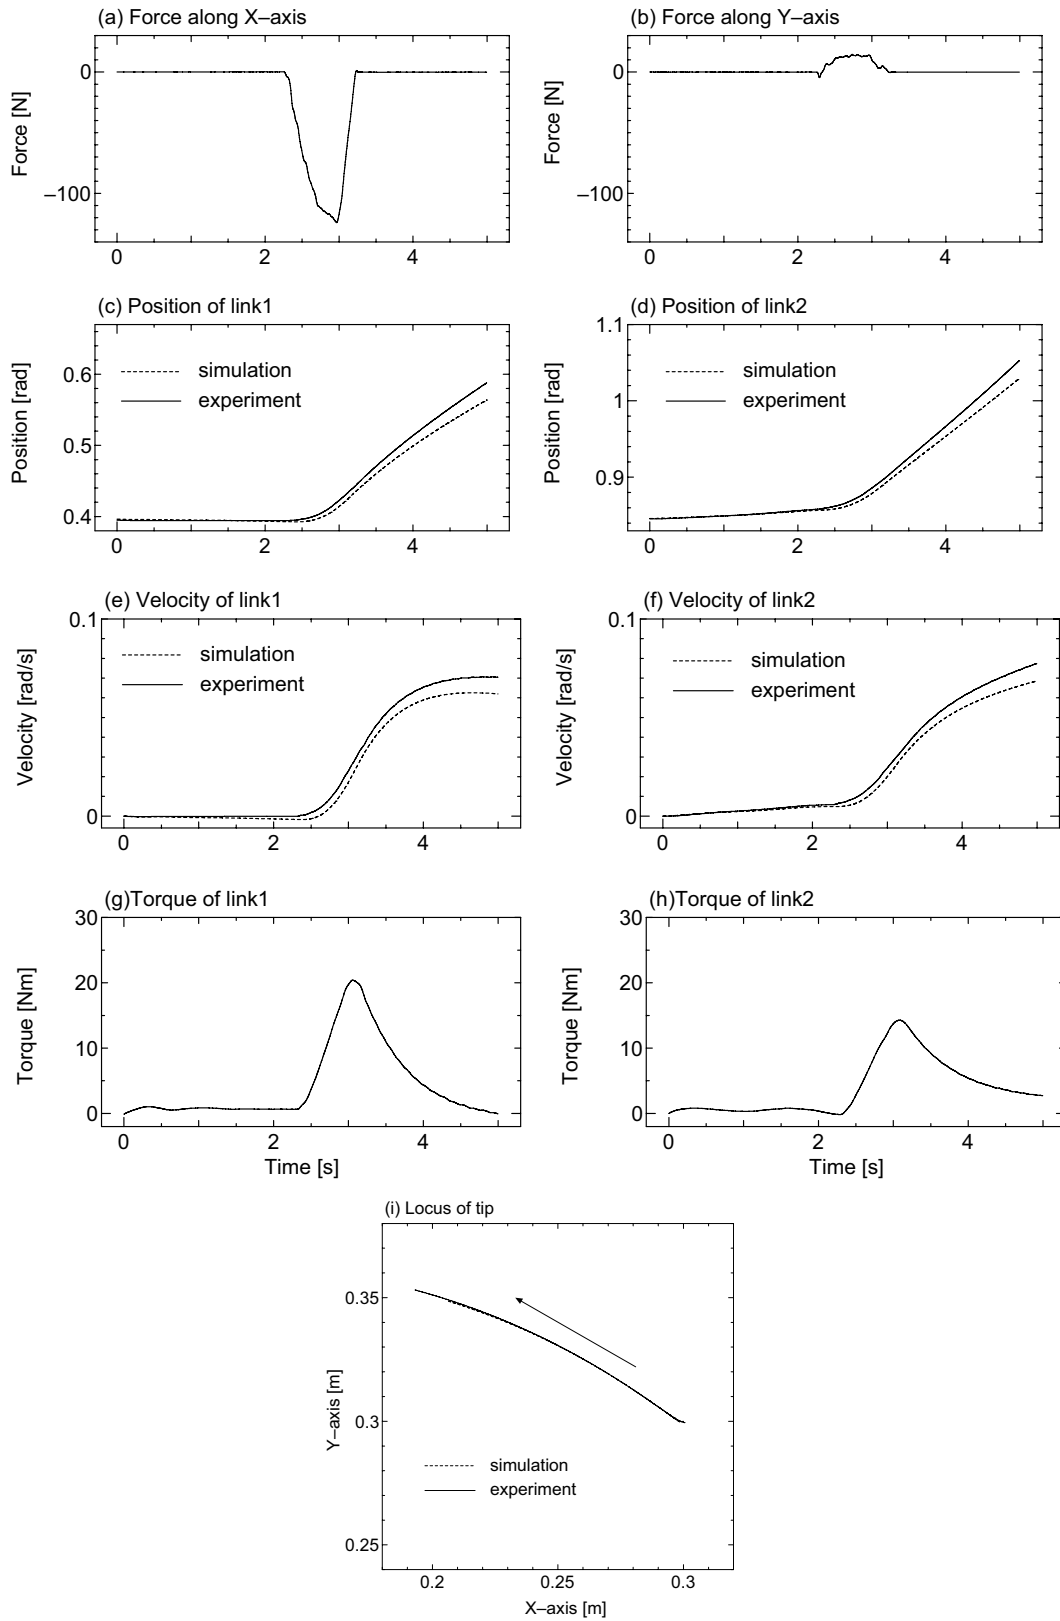 (a) Force along X–axis
(b) Force along Y–axis
Force [N]
0
–100
0 2 4
Force [N]
0
–100
0 2 4
(c) Position of link1
(d) Position of link2
Position [rad]
0.6
0.5
0.4
simulation
experiment
0 2 4
Position [rad]
1.1
1
0.9
simulation
experiment
0 2 4
(e) Velocity of link1
(f) Velocity of link2
Velocity [rad/s]
0.1
0
simulation
experiment
0 2 4
Velocity [rad/s]
0.1
0
simulation
experiment
0 2 4
(g)Torque of link1
(h)Torque of link2
Torque [Nm]
30
20
10
0
0 2 4
Time [s]
Torque [Nm]
30
20
10
0
0 2 4
Time [s]
(i) Locus of tip
Y–axis [m]
0.35
0.3
0.25
simulation
experiment
0.2 0.25 0.3
X–axis [m]